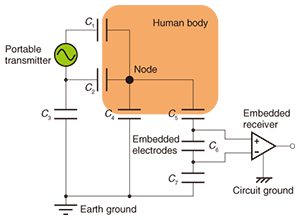 Human body
C1
Portable
transmitter
Node
C2
C3
C4
C5
Embedded
receiver
Embedded
electrodes
C6
+
−
C7
Circuit ground
Earth ground